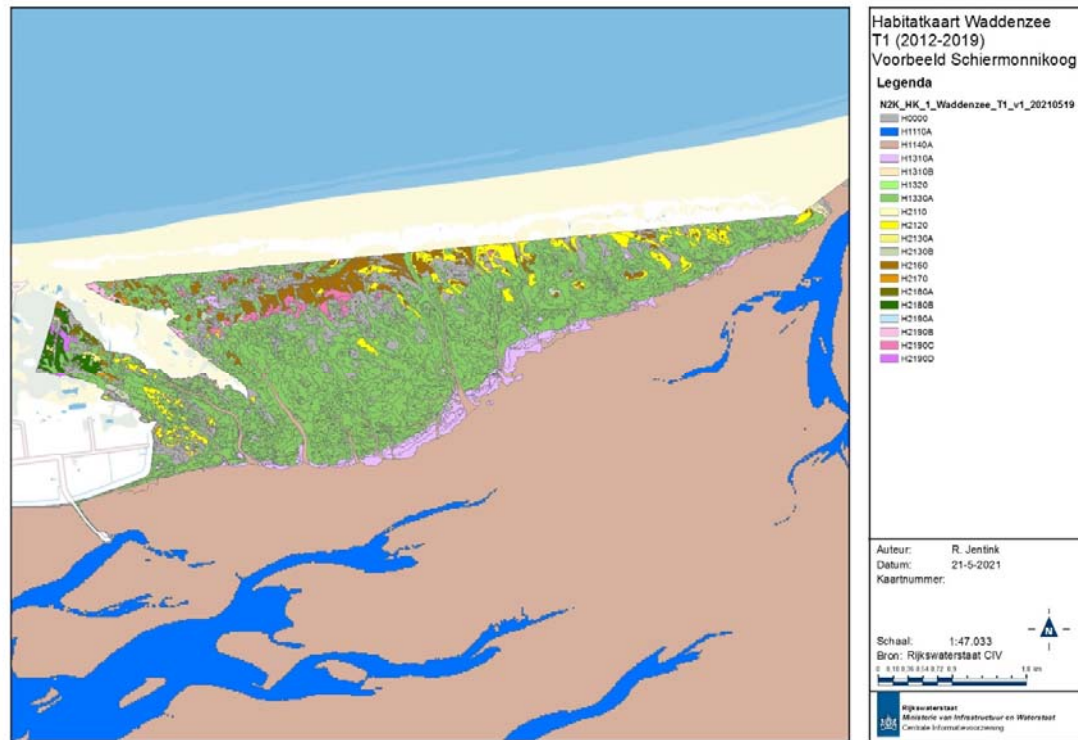 Habitatkaart Waddenzee
T1 (2012-2019)
Voorbeeld Schiermonnikoog
Legenda
N2K_HK_1_Waddenzee_T1_v1_20210519
H0000
H1110A
H1140A
H1310A
H1310B
H1320
H1330A
H2110
H2120
H2130A
H2130B
H2160
H2170
H2180A
H2180B
H2190A
H2190B
H2190C
H2190D
Auteur: R. Jentink
Datum: 21-5-2021
Kaartnummer:
N
Schaal: 1:47.033
Bron: Rijkswaterstaat CIV
Rijkswaterstaat
Ministerie van Infrastructuur en Waterstaat
Centrale Informatievoorziening